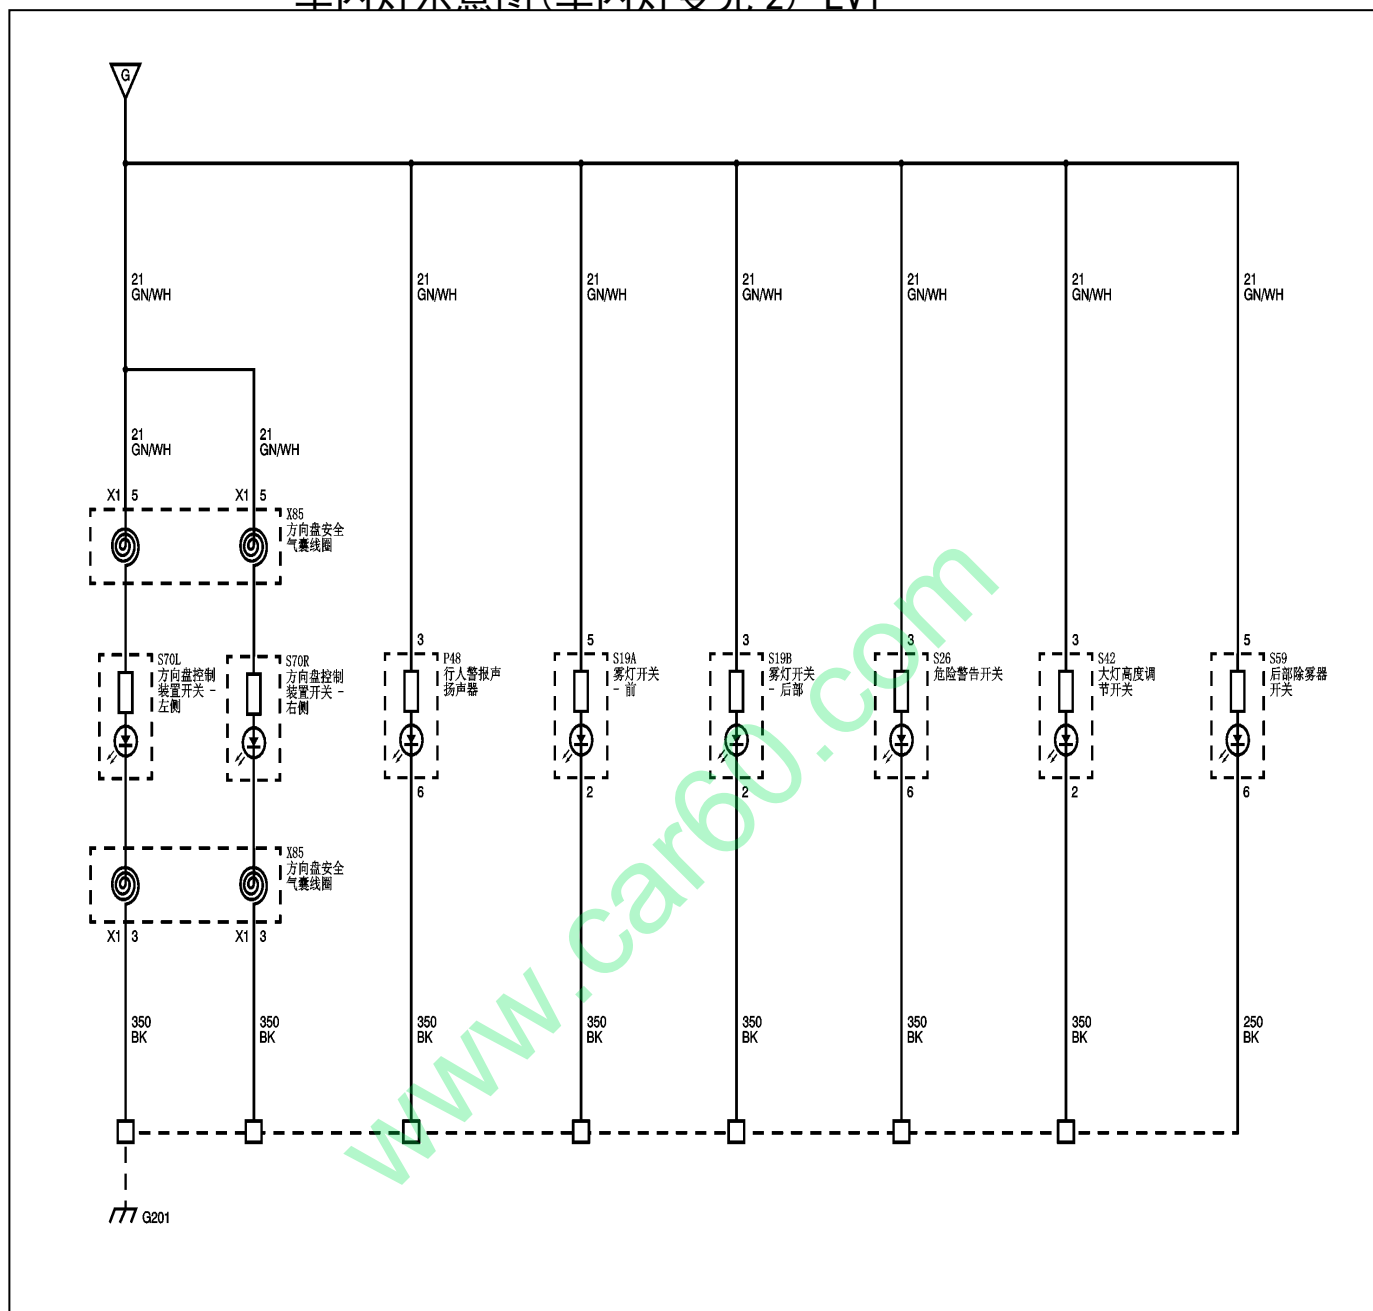 G
21
GN/WH
21
GN/WH
21
GN/WH
21
GN/WH
21
GN/WH
21
GN/WH
21
GN/WH
21
GN/WH
21
GN/WH
X1 5
X1 5
X85
方向盘安全
气囊线圈
S70L
方向盘控制
装置开关 -
左侧
S70R
方向盘控制
装置开关 -
右侧
3
P48
行人警报声
扬声器
6
5
S19A
雾灯开关
- 前
2
3
S19B
雾灯开关
- 后部
2
3
S26
危险警告开关
6
3
S42
大灯高度调
节开关
2
5
S59
后部除雾器
开关
6
X85
方向盘安全
气囊线圈
X1 3
X1 3
350
BK
350
BK
350
BK
350
BK
350
BK
350
BK
350
BK
250
BK
G201
www.car60.com